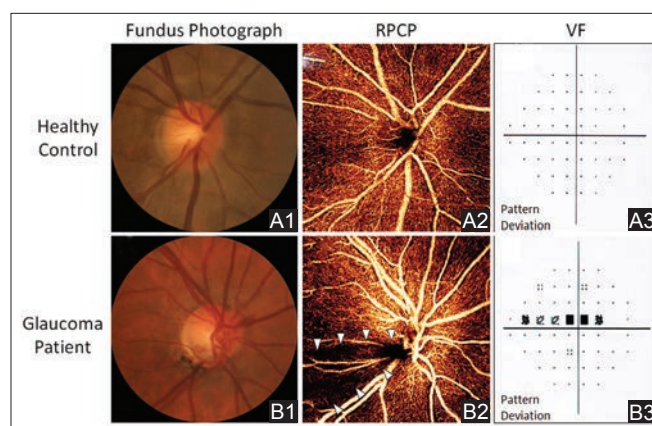 Fundus Photograph RPCP VF
Healthy
Control
A1 A2 A3
Pattern
Deviation
Glaucoma
Patient
B1 B2 B3
Pattern
Deviation